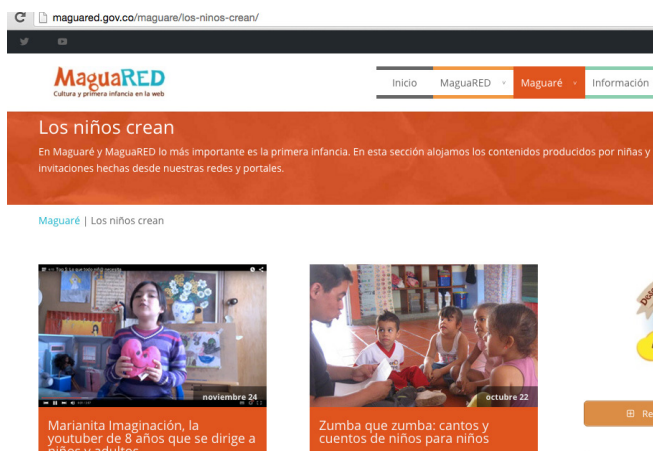 maguared.gov.co/maguare/los-ninos-crean/
MaguaRED
Cultura y primera infancia en la web
Inicio MaguaRED Maguaré Información
Los niños crean
En Maguaré y MaguaRED lo más importante es la primera infancia. En esta sección alojamos los contenidos producidos por niñas y
invitaciones hechas desde nuestras redes y portales.
Maguaré | Los niños crean
noviembre 24
octubre 22
Marianita Imaginación, la
youtuber de 8 años que se dirige a
niños y adultos
Zumba que zumba: cantos y
cuentos de niños para niños
Re